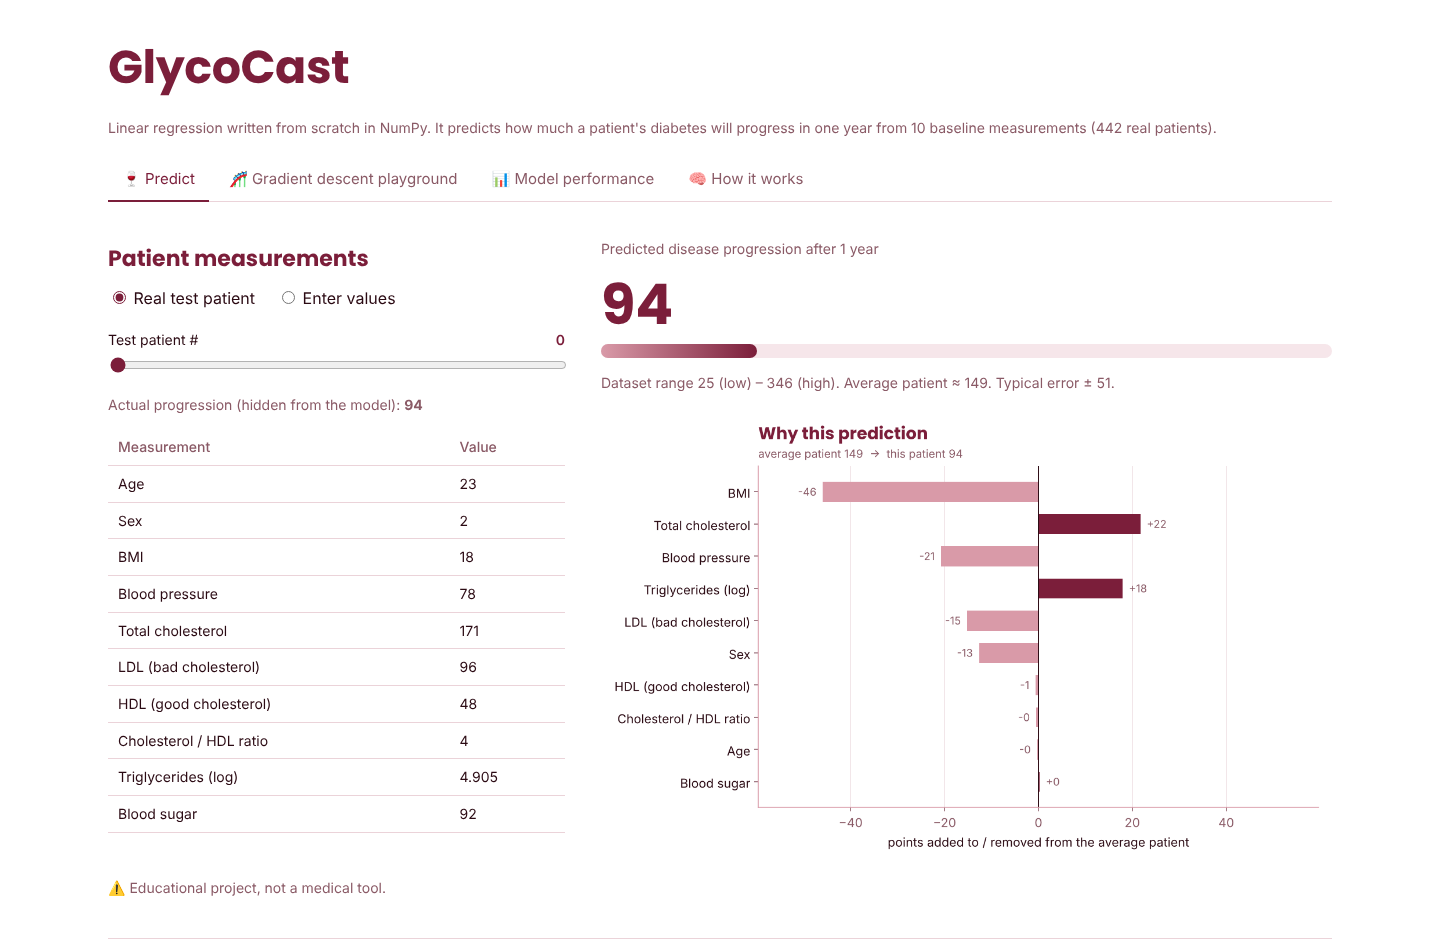 GlycoCast
Linear regression written from scratch in NumPy. It predicts how much a patient's diabetes will progress in one year from 10 baseline measurements (442 real patients).
Predict
Gradient descent playground
Model performance
How it works
Patient measurements
Real test patient
Enter values
Test patient # 0
Actual progression (hidden from the model): 94
Measurement Value
Age 23
Sex 2
BMI 18
Blood pressure 78
Total cholesterol 171
LDL (bad cholesterol) 96
HDL (good cholesterol) 48
Cholesterol / HDL ratio 4
Triglycerides (log) 4.905
Blood sugar 92
⚠️ Educational project, not a medical tool.
Predicted disease progression after 1 year
94
Dataset range 25 (low) – 346 (high). Average patient ≈ 149. Typical error ± 51.
Why this prediction
average patient 149 → this patient 94
BMI -46
Total cholesterol +22
Blood pressure -21
Triglycerides (log) +18
LDL (bad cholesterol) -15
Sex -13
HDL (good cholesterol) -1
Cholesterol / HDL ratio -0
Age -0
Blood sugar +0
−40 −20 0 20 40
points added to / removed from the average patient